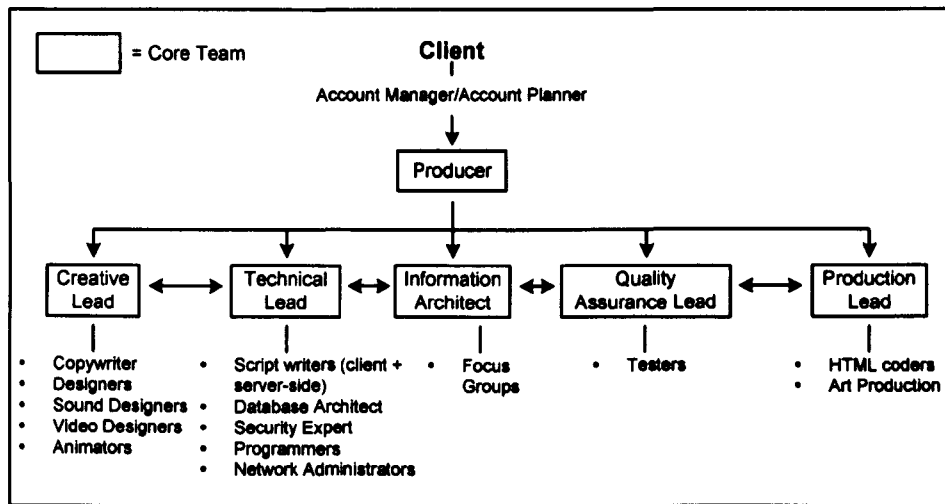 = Core Team
Client
Account Manager/Account Planner
Producer
Creative
Lead
Technical
Lead
Information
Architect
Quality
Assurance Lead
Production
Lead
• Copywriter
• Designers
• Sound Designers
• Video Designers
• Animators
• Script writers (client +
server-side)
• Database Architect
• Security Expert
• Programmers
• Network Administrators
• Focus
Groups
• Testers
• HTML coders
• Art Production